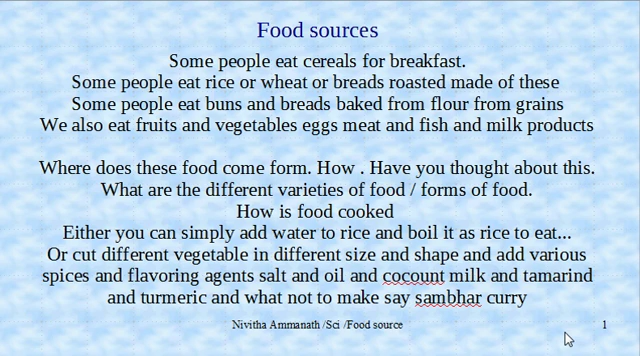 Food sources
Some people eat cereals for breakfast.
Some people eat rice or wheat or breads roasted made of these
Some people eat buns and breads baked from flour from grains
We also eat fruits and vegetables eggs meat and fish and milk products
Where does these food come form. How . Have you thought about this.
What are the different varieties of food / forms of food.
How is food cooked
Either you can simply add water to rice and boil it as rice to eat...
Or cut different vegetable in different size and shape and add various
spices and flavoring agents salt and oil and cocount milk and tamarind
and turmeric and what not to make say sambhar curry
Nivitha Ammanath /Sci /Food source 1